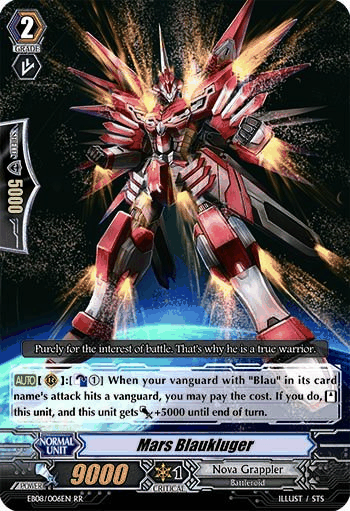 2
GRADE
SHIELD
5000
Purely for the interest of battle. That's why he is a true warrior.
AUTO [ ]:[ 1] When your vanguard with "Blau" in its card
name's attack hits a vanguard, you may pay the cost. If you do,
this unit, and this unit gets +5000 until end of turn.
NORMAL
UNIT
Mars Blaukluger
POWER 9000
1
CRITICAL
Nova Grappler
Battleroid
EB08/006EN RR
ILLUST / STS